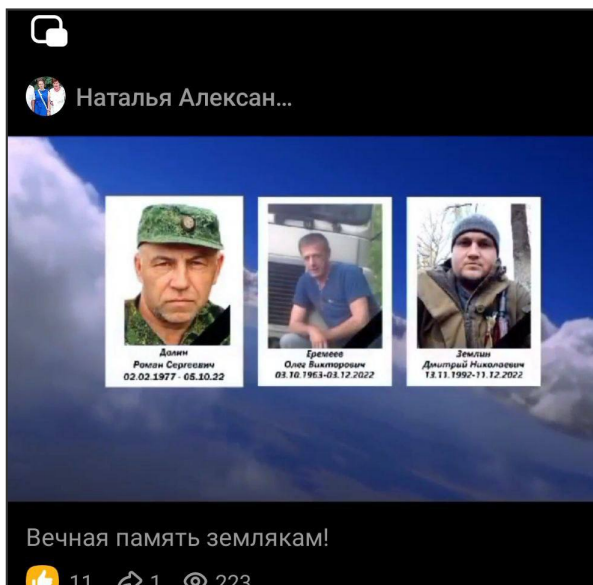 Наталья Алексан...
Далин
Роман Сергеевич
02.02.1977 - 05.10.22
Еремеев
Олег Викторович
03.10.1963-03.12.2022
Землин
Дмитрий Николаевич
13.11.1992-11.12.2022
Вечная память землякам!
11 1 223